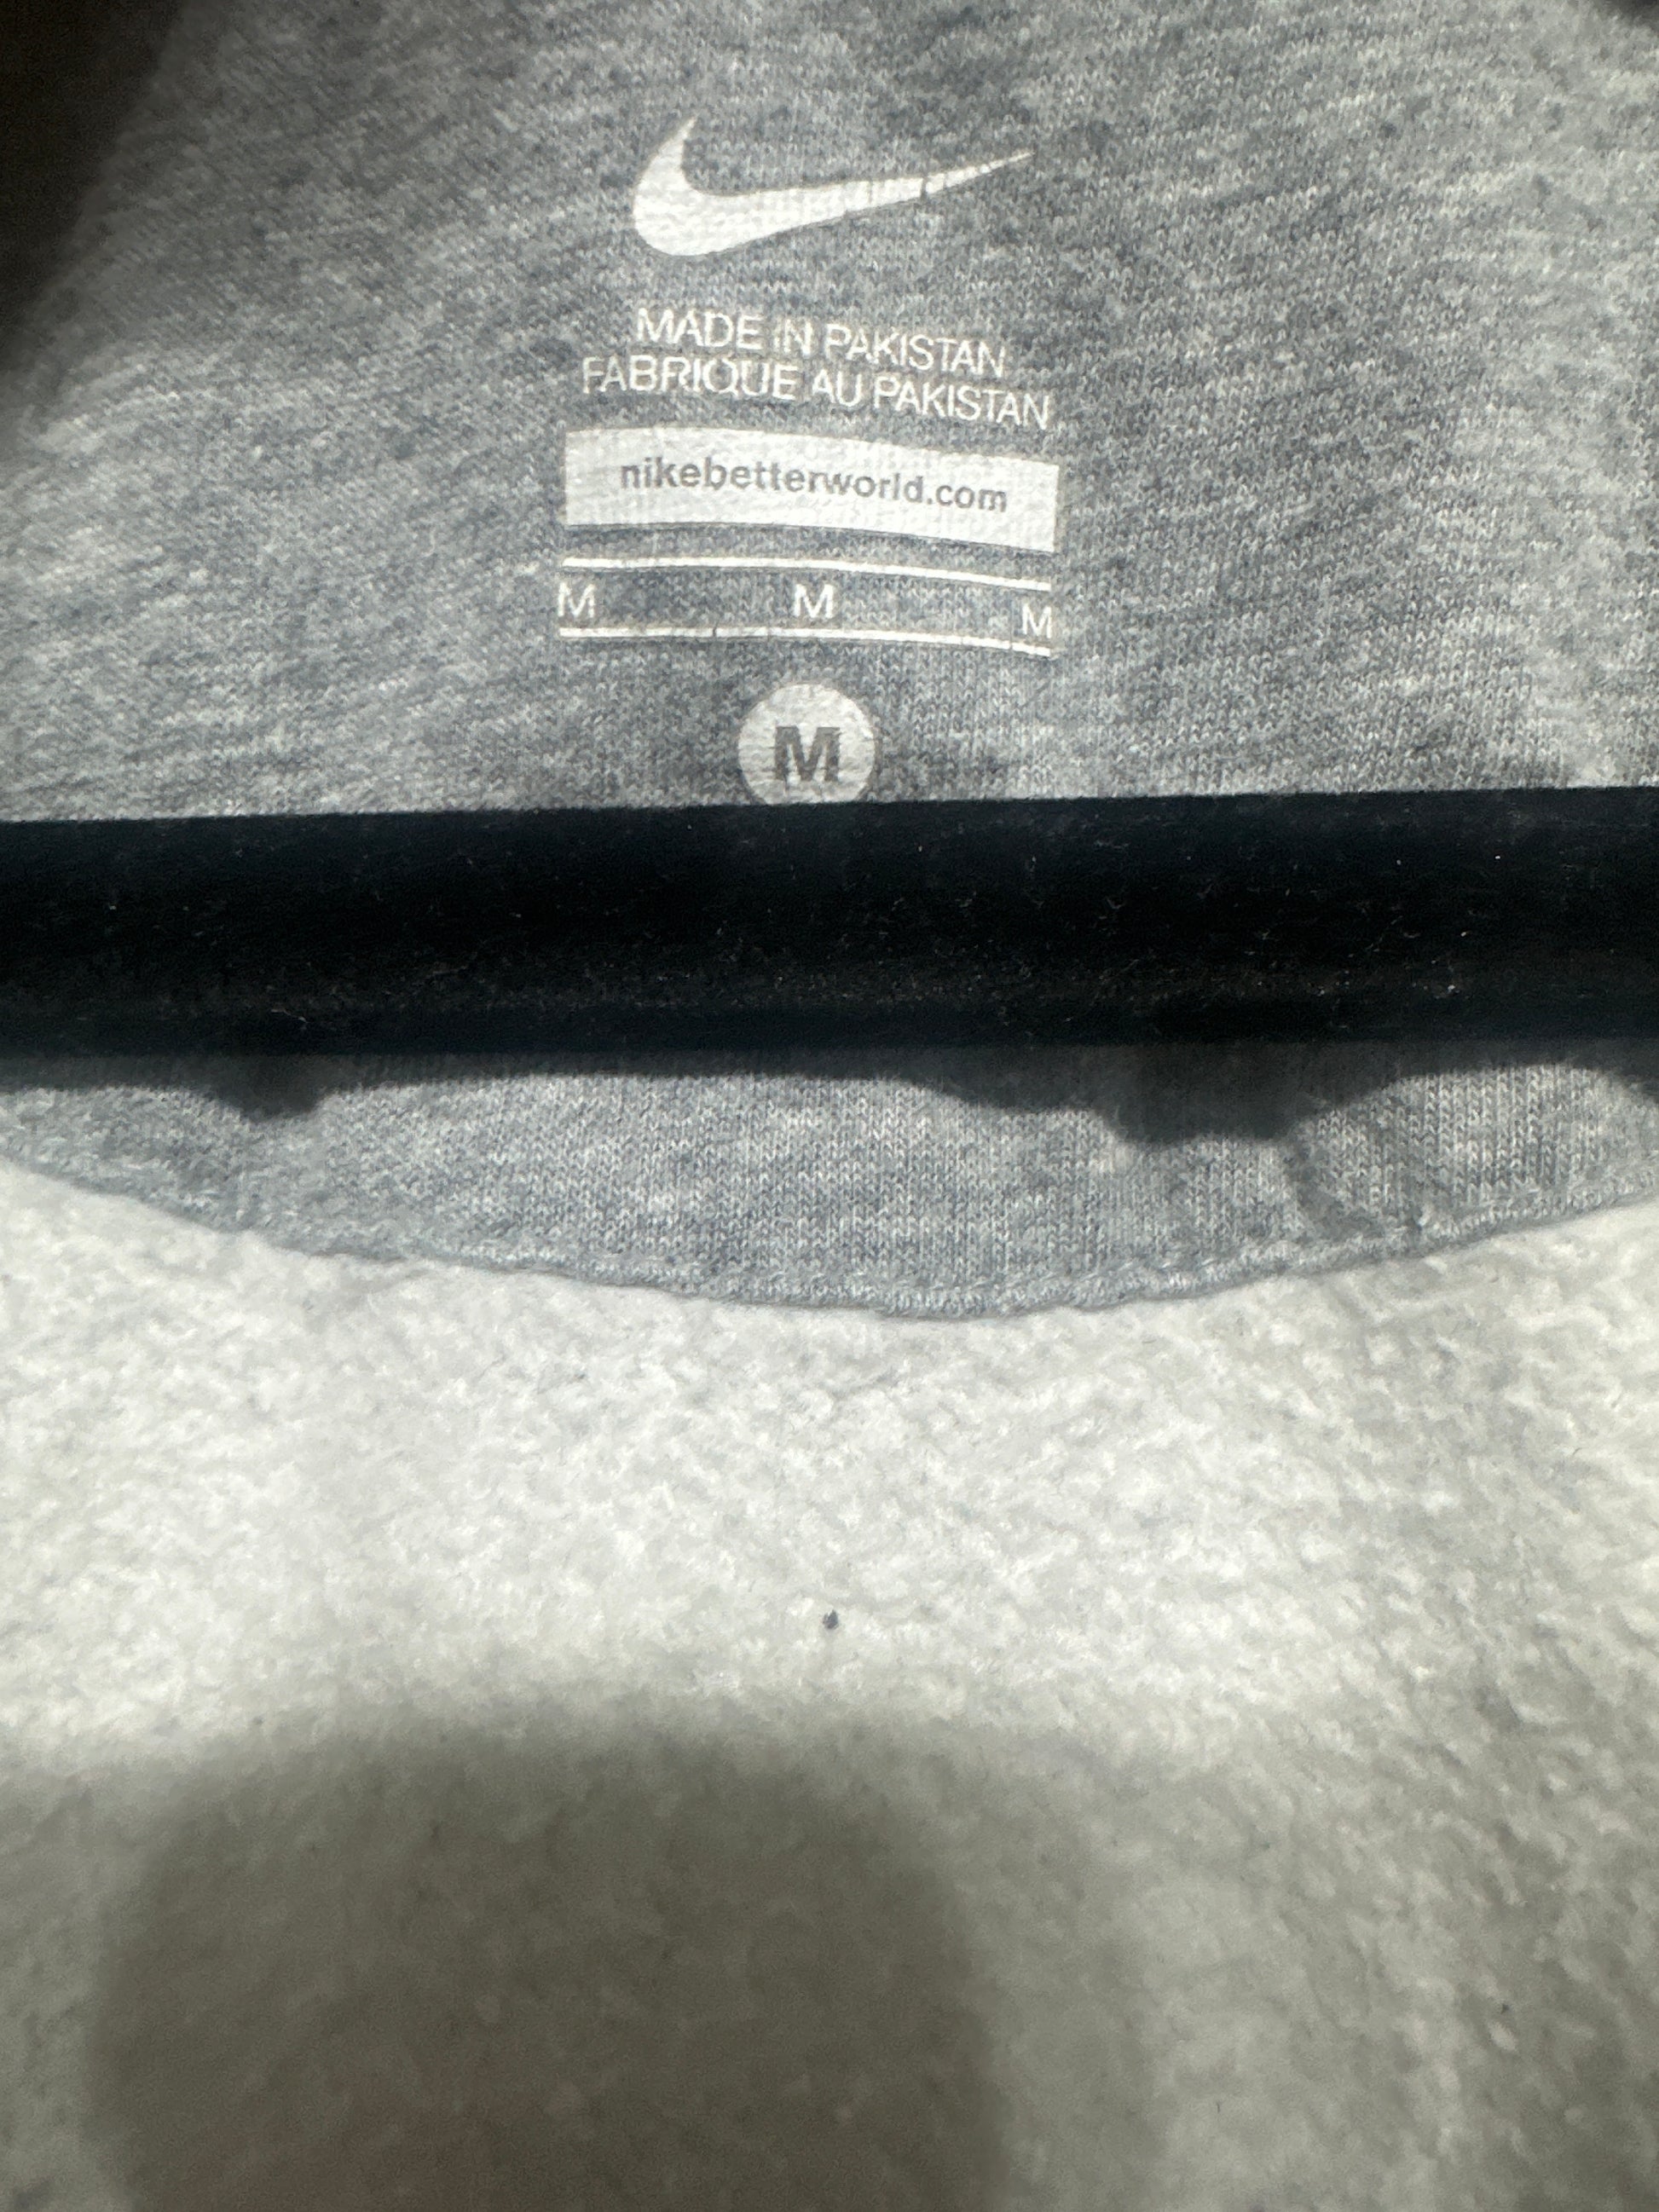 MADE IN PAKISTAN
FABRIQUE AU PAKISTAN
nikebetterworld.com
M M M
M